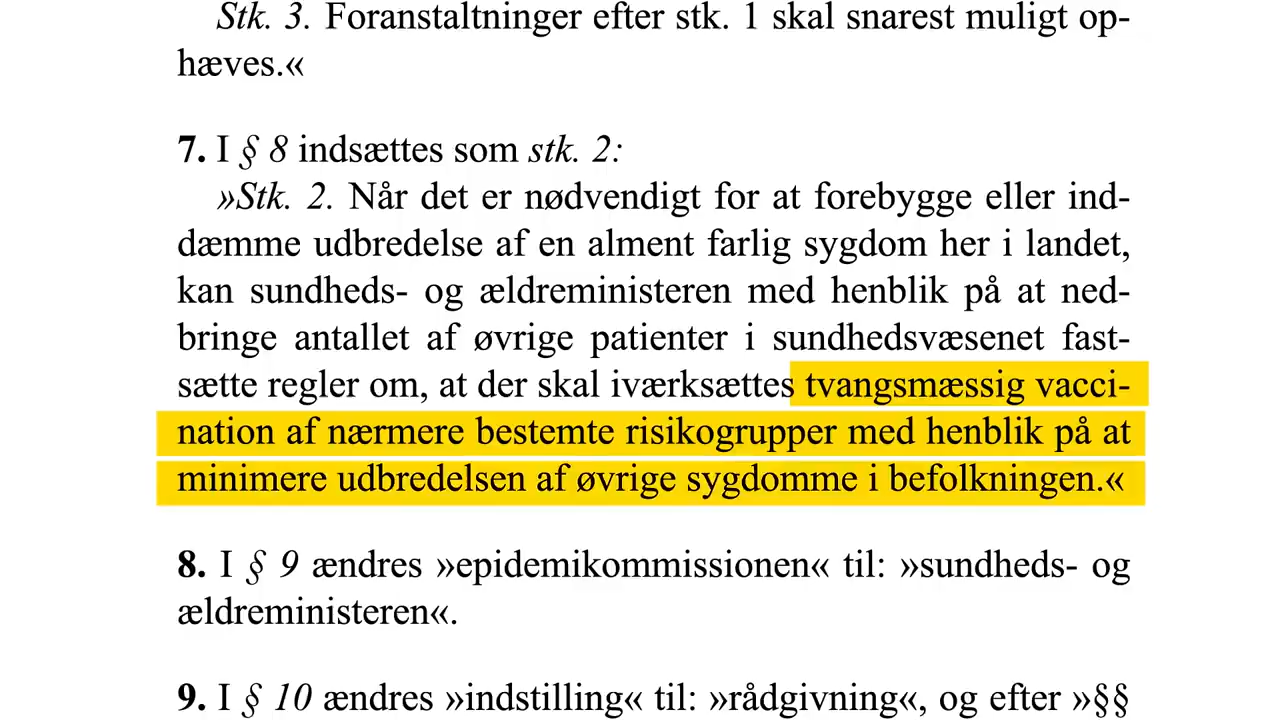 Stk. 3. Foranstaltninger efter stk. 1 skal snarest muligt op-
hæves.«
7. I § 8 indsættes som stk. 2:
»Stk. 2. Når det er nødvendigt for at forebygge eller ind-
dæmme udbredelse af en alment farlig sygdom her i landet,
kan sundheds- og ældreministeren med henblik på at ned-
bringe antallet af øvrige patienter i sundhedsvæsenet fast-
sætte regler om, at der skal iværksættes tvangsmæssig vacci-
nation af nærmere bestemte risikogrupper med henblik på at
minimere udbredelsen af øvrige sygdomme i befolkningen.«
8. I § 9 ændres »epidemikommissionen« til: »sundheds- og
ældreministeren«.
9. I § 10 ændres »indstilling« til: »rådgivning«, og efter »§§